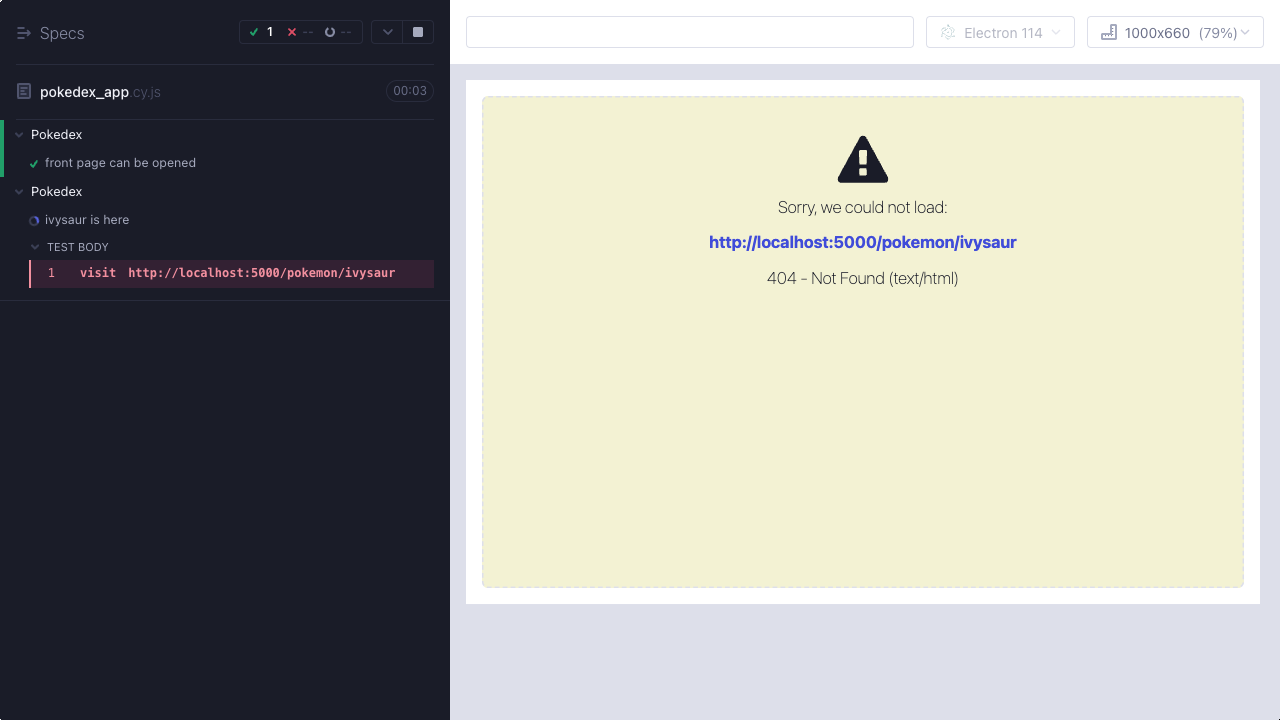 Specs
1 -- --
pokedex_app.cy.js 00:03
Pokedex
front page can be opened
Pokedex
ivysaur is here
TEST BODY
1 visit http://localhost:5000/pokemon/ivysaur
Electron 114
1000x660 (79%)
Sorry, we could not load:
http://localhost:5000/pokemon/ivysaur
404 - Not Found (text/html)